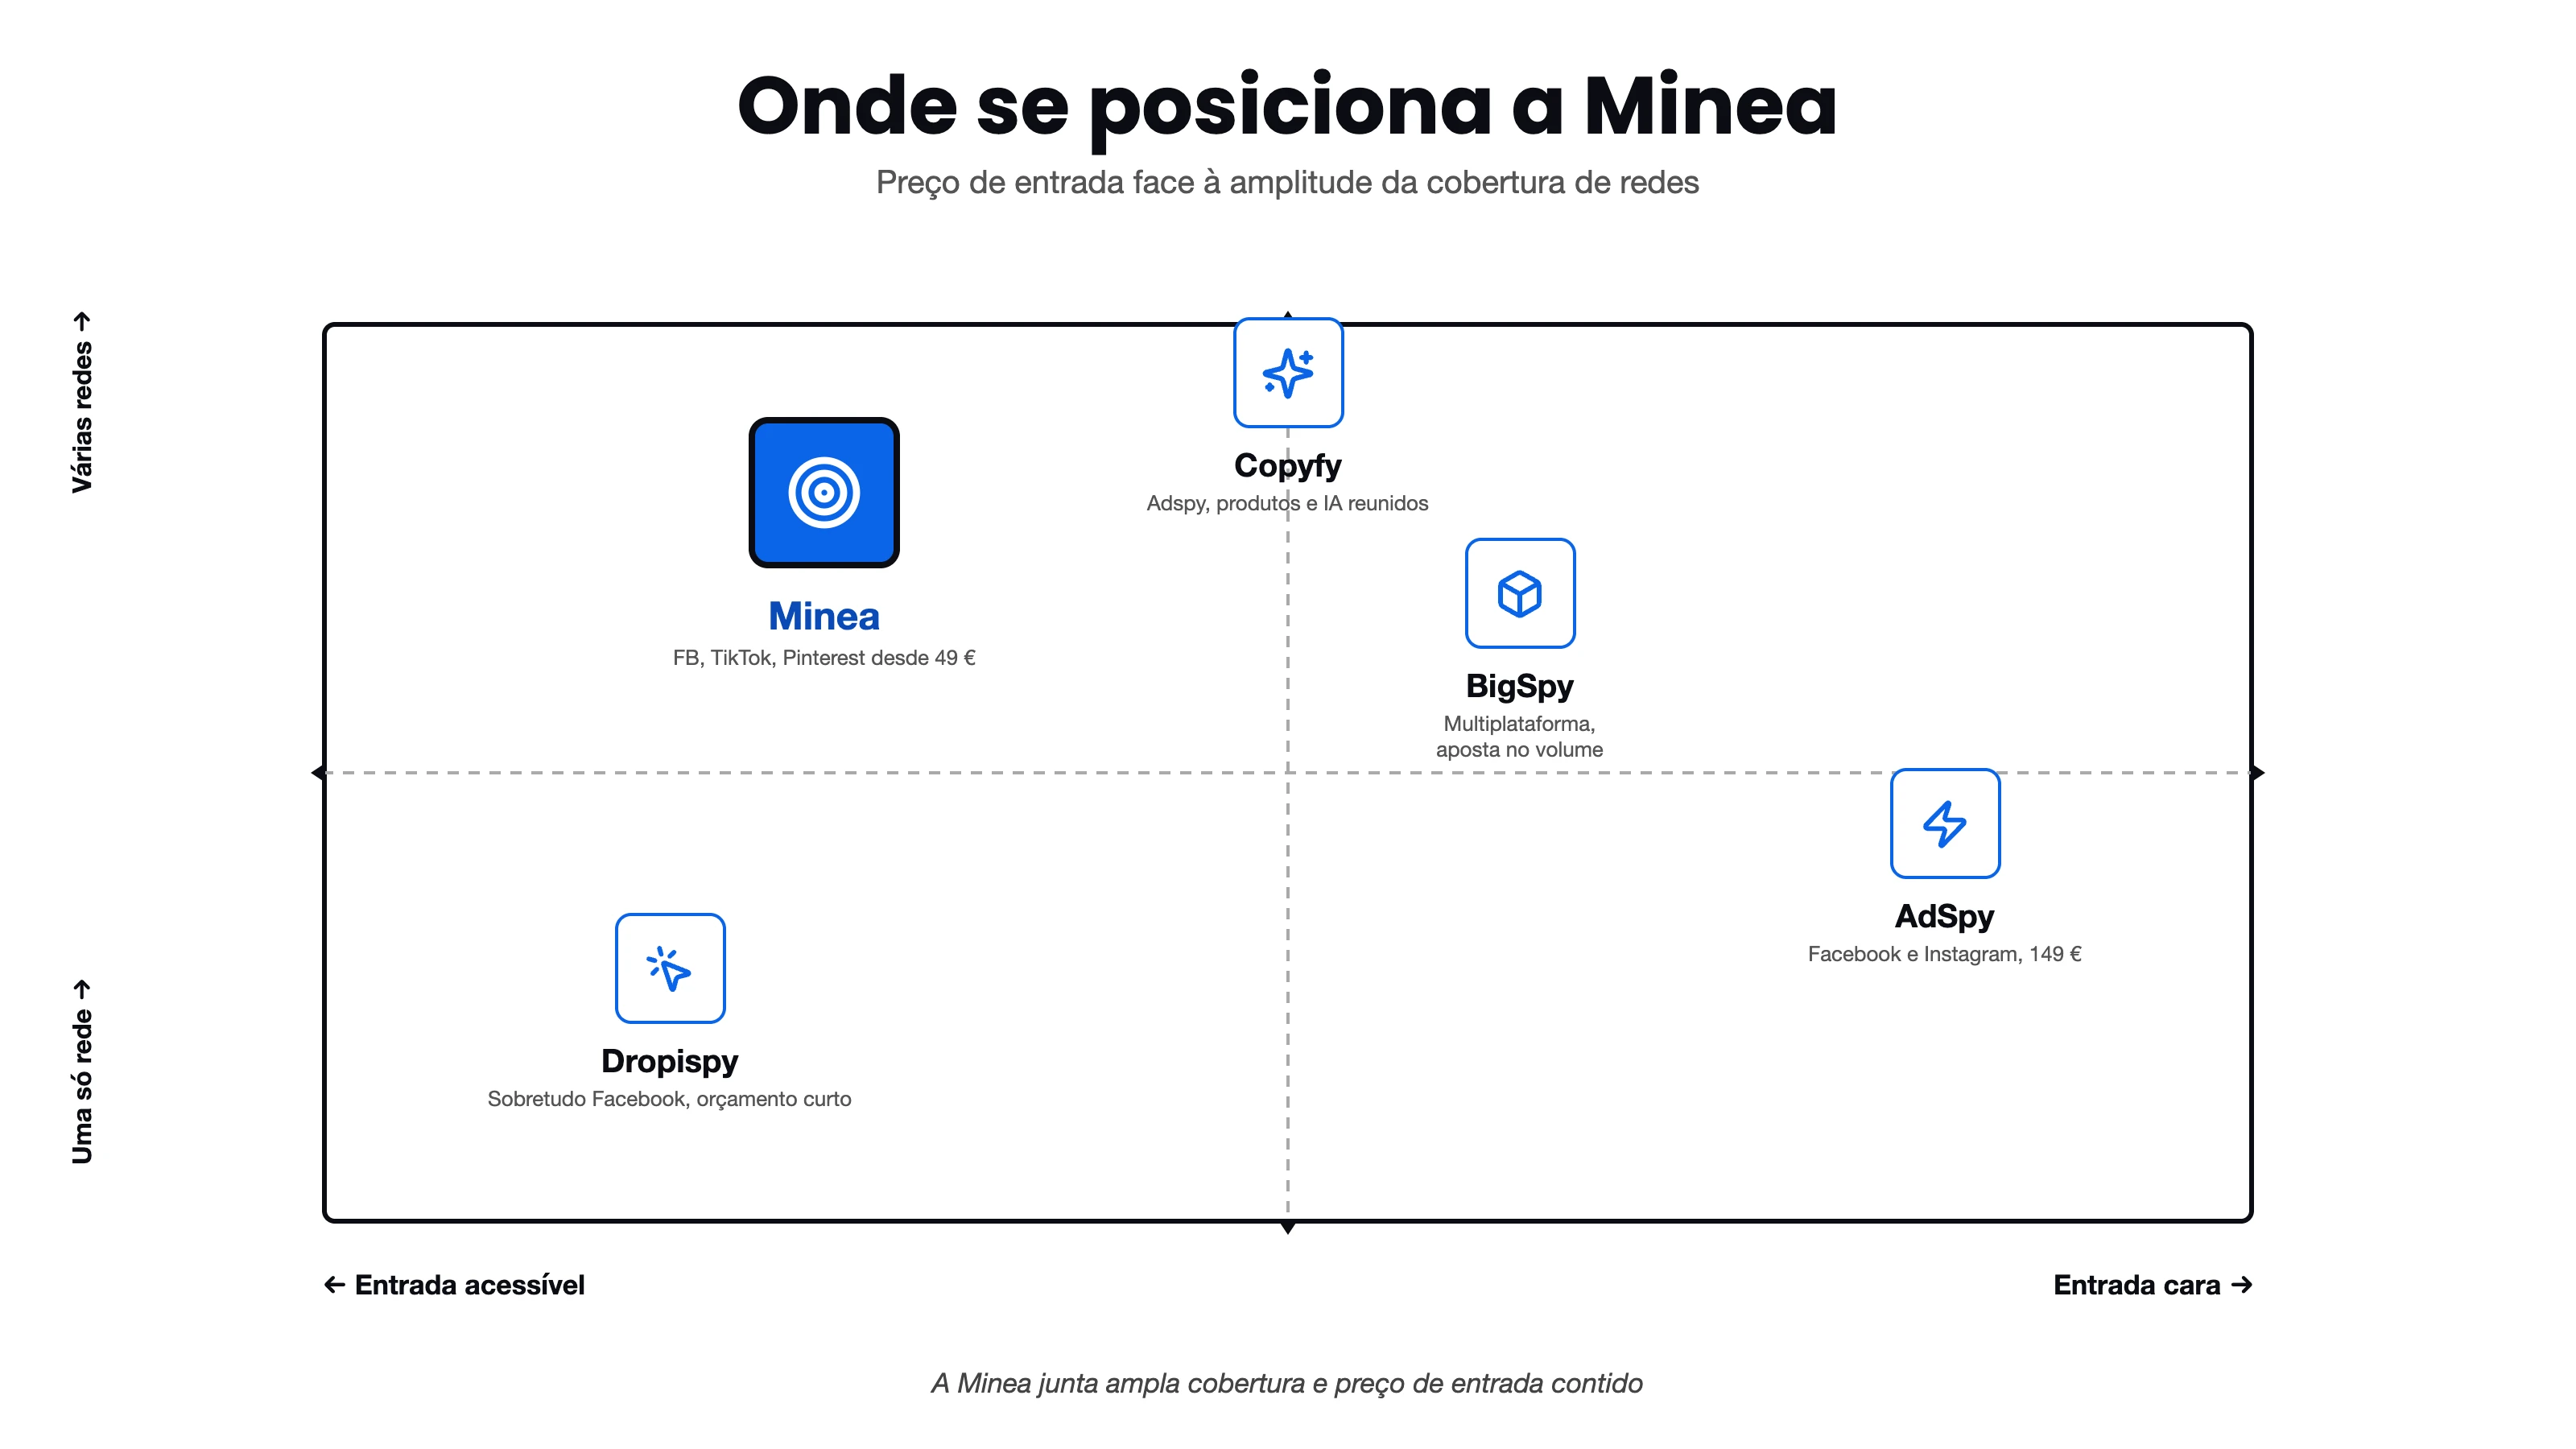 Onde se posiciona a Minea
Preço de entrada face à amplitude da cobertura de redes
Várias redes →
Copyfy
Adspy, produtos e IA reunidos
Minea
FB, TikTok, Pinterest desde 49 €
BigSpy
Multiplataforma,
aposta no volume
AdSpy
Facebook e Instagram, 149 €
Dropispy
Sobretudo Facebook, orçamento curto
Uma só rede →
← Entrada acessível
Entrada cara →
A Minea junta ampla cobertura e preço de entrada contido